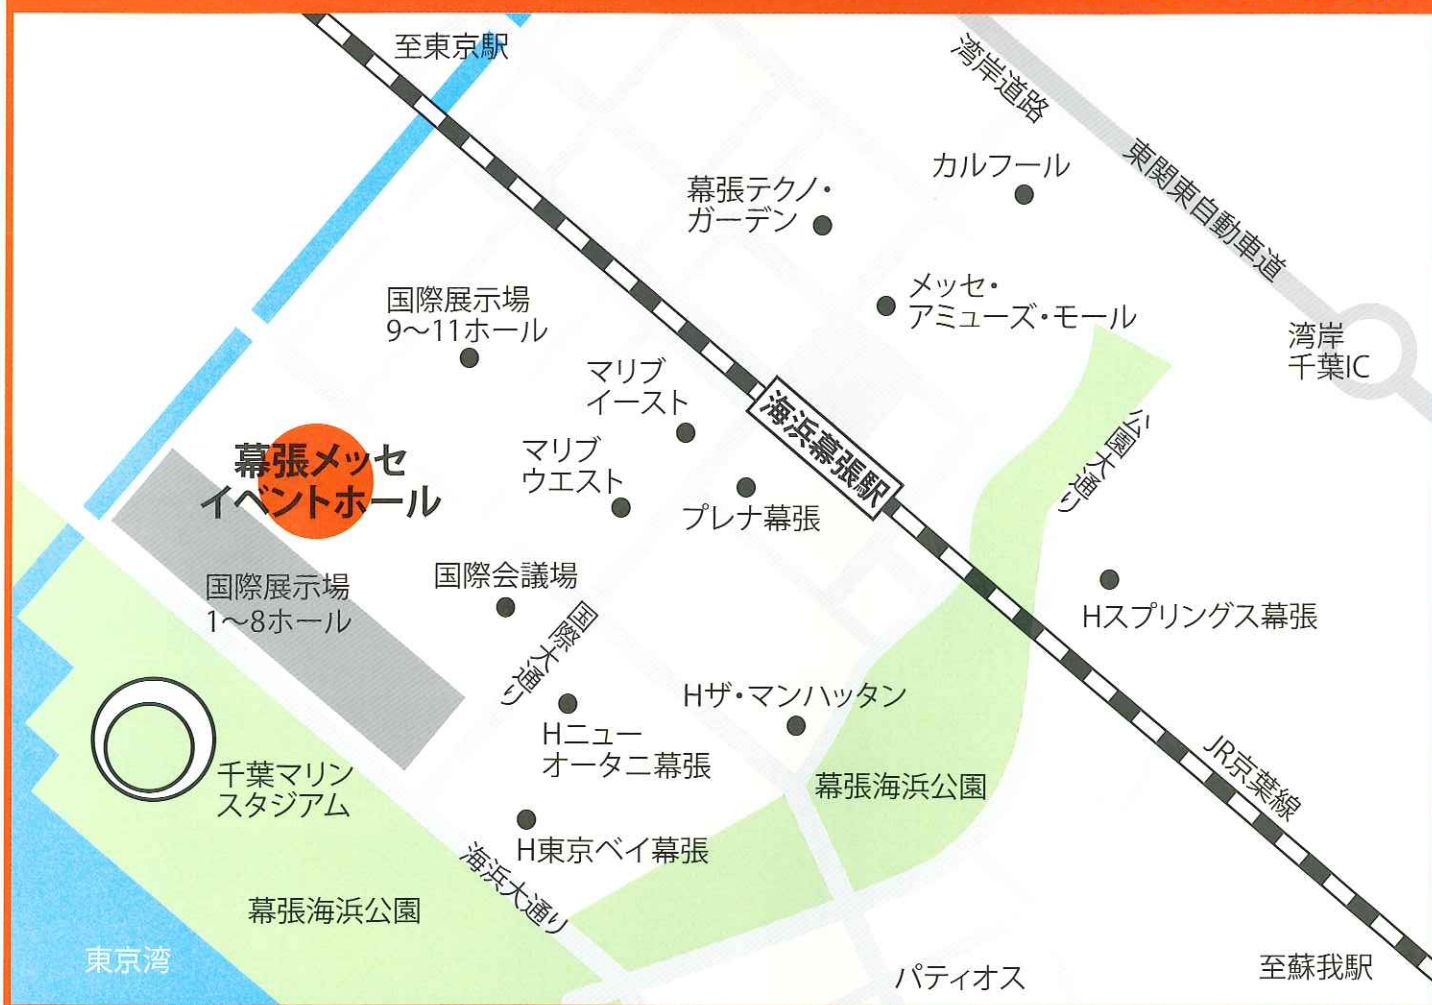 至東京駅
湾岸道路
カルフール
東関東自動車道
幕張テクノ・
ガーデン
メッセ・
アミューズ・モール
国際展示場
9～11ホール
湾岸
千葉IC
マリブ
イースト
海浜幕張駅
公園大通り
幕張メッセ
イベントホール
マリブ
ウエスト
プレナ幕張
国際展示場
1～8ホール
国際会議場
国際大通り
Hスプリングス幕張
Hザ・マンハッタン
Hニュー
オータニ幕張
千葉マリン
スタジアム
幕張海浜公園
JR京葉線
H東京ベイ幕張
海浜大通り
幕張海浜公園
東京湾
パティオス
至蘇我駅